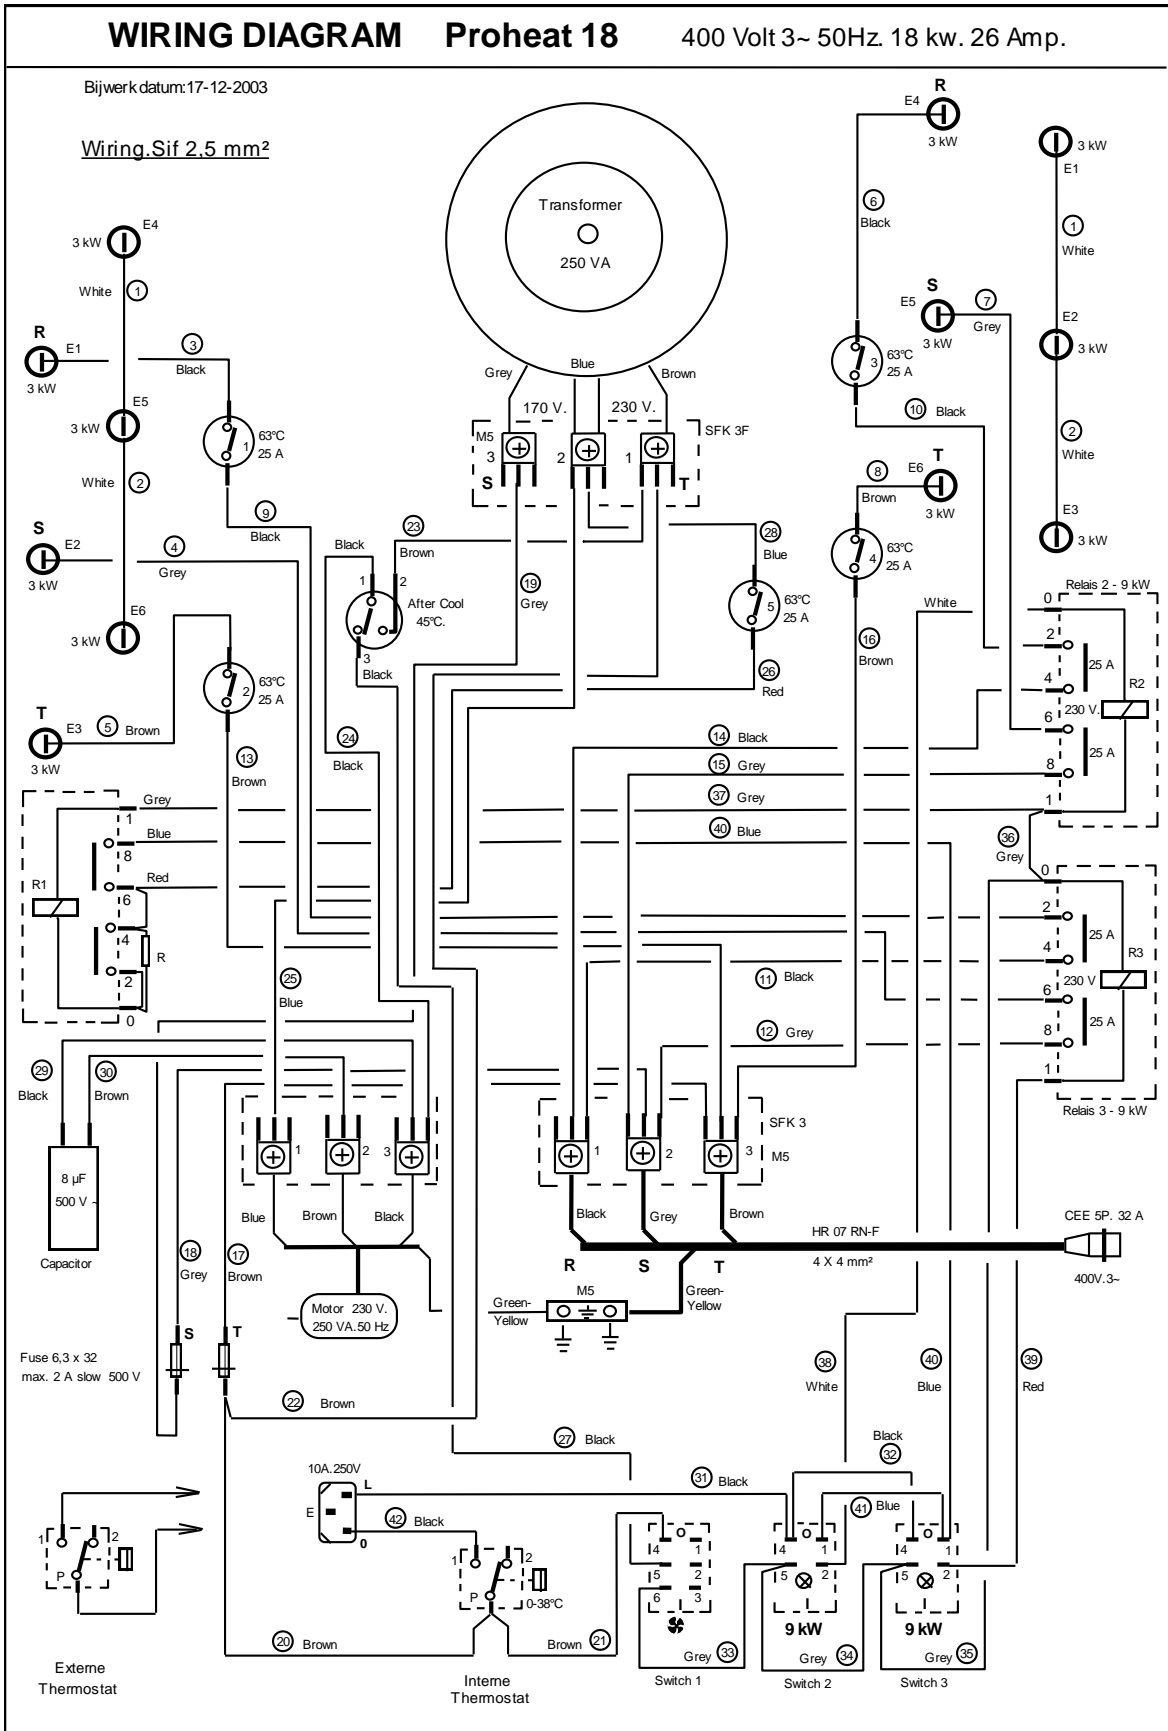 WIRING DIAGRAM Proheat 18 400 Volt 3~ 50Hz. 18 kw. 26 Amp.
Bijwerk datum:17-12-2003
Wiring.Sif 2,5 mm²
E4
3 kW
White 1
R
E1
3 kW
3
Black
E5
3 kW
1
63°C
25 A
White 2
9
Black
S
E2
3 kW
4
Grey
E6
3 kW
2
63°C
25 A
T
E3
3 kW
5 Brown
13
Brown
Transformer
250 VA
Grey
Blue
Brown
170 V.
230 V.
SFK 3F
M5
3
2
1
S
T
23
Brown
Black
1
2
After Cool
45°C.
3
Black
19
Grey
28
Blue
5
63°C
25 A
26
Red
24
Black
R
E4
3 kW
6
Black
3 kW
E1
1
White
S
E5
3 kW
7
Grey
E2
3 kW
3
63°C
25 A
10 Black
2
White
T
E6
3 kW
8
Brown
E3
3 kW
4
63°C
25 A
16
Brown
White
Relais 2 - 9 kW
0
2
25 A
4
R2
230 V.
6
25 A
8
1
14 Black
15 Grey
37 Grey
40 Blue
36
Grey
0
2
25 A
4
R3
230 V
6
25 A
8
1
Relais 3 - 9 kW
Grey
1
Blue
8
Red
R1
6
4
R
2
0
25
Blue
11
Black
12 Grey
29
Black
30
Brown
8 µF
500 V ~
Capacitor
1
2
3
SFK 3
1
2
3
M5
Blue
Brown
Black
Black
Grey
Brown
HR 07 RN-F
CEE 5P. 32 A
R
S
T
4 X 4 mm²
400V.3~
18
Grey
17
Brown
Motor 230 V.
250 VA.50 Hz
Green-
Yellow
M5
Green-
Yellow
S
T
Fuse 6,3 x 32
max. 2 A slow 500 V
22 Brown
38
White
40
Blue
39
Red
27 Black
Black
32
10A.250V
L
E
0
31
Black
42
Black
41 Blue
1
2
P
Externe
Thermostat
1
2
P
0-38°C
Interne
Thermostat
20 Brown
Brown 21
O
4 1
5 2
6 3
Grey 33
Switch 1
O
4 1
5 2
9 kW
Grey 34
Switch 2
O
4 1
5 2
9 kW
Grey 35
Switch 3